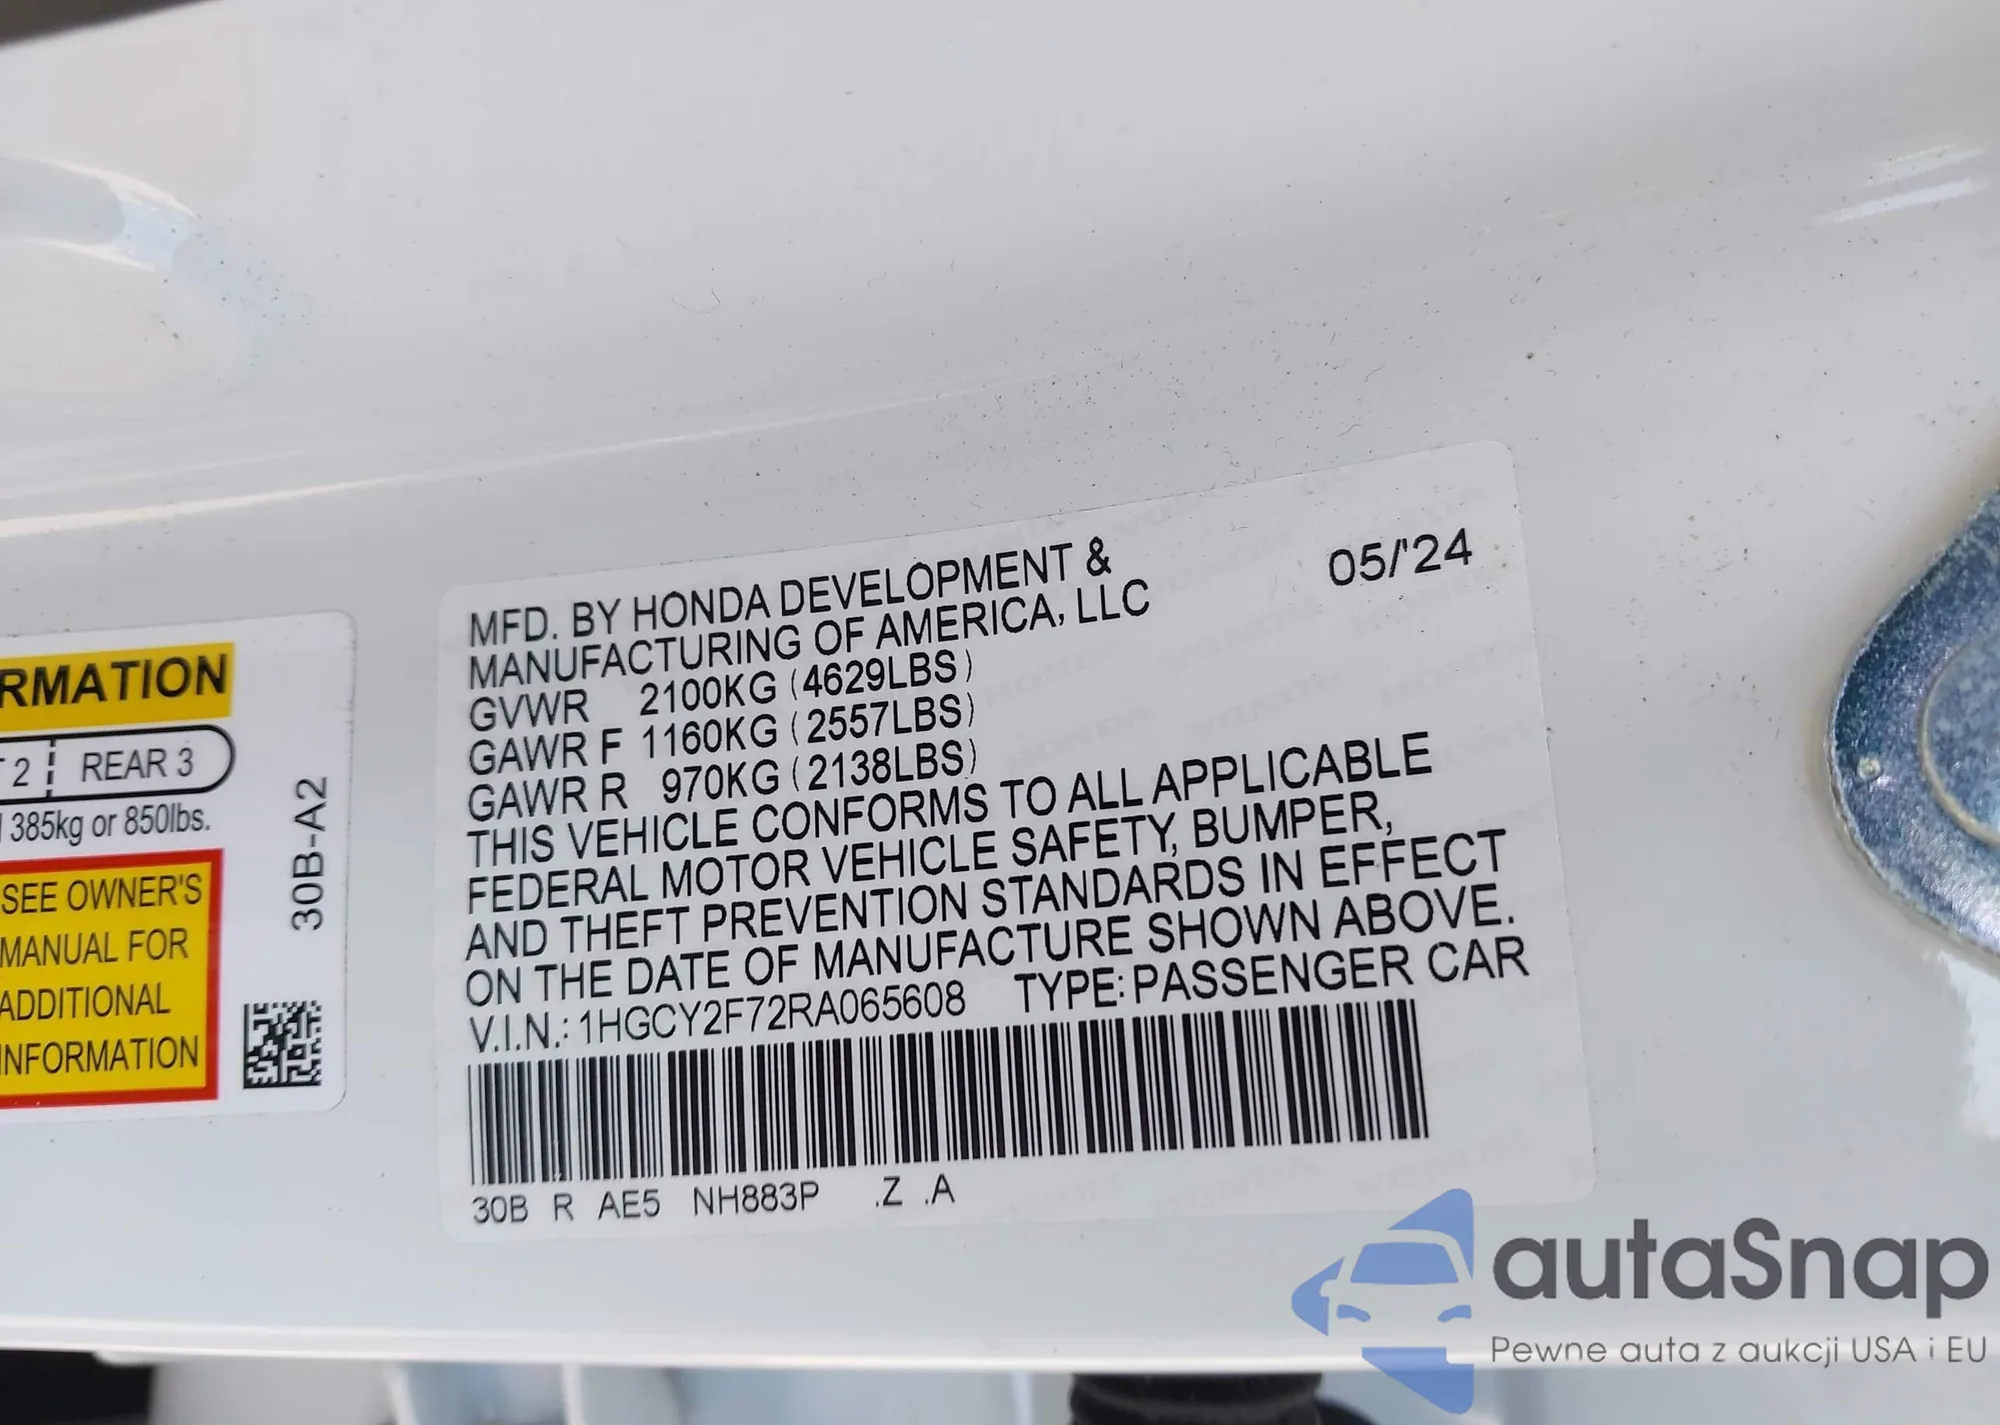 RMATION
2 REAR 3
385kg or 850lbs.
SEE OWNER'S
MANUAL FOR
ADDITIONAL
INFORMATION
30B-A2
MFD. BY HONDA DEVELOPMENT &
MANUFACTURING OF AMERICA, LLC
05/'24
GVWR 2100KG (4629LBS)
GAWR F 1160KG (2557LBS)
GAWR R 970KG (2138LBS)
THIS VEHICLE CONFORMS TO ALL APPLICABLE
FEDERAL MOTOR VEHICLE SAFETY, BUMPER,
AND THEFT PREVENTION STANDARDS IN EFFECT
ON THE DATE OF MANUFACTURE SHOWN ABOVE.
V.I.N.: 1HGCY2F72RA065608 TYPE: PASSENGER CAR
30B R AE5 NH883P .Z .A
autaSnap
Pewne auta z aukcji USA i EU